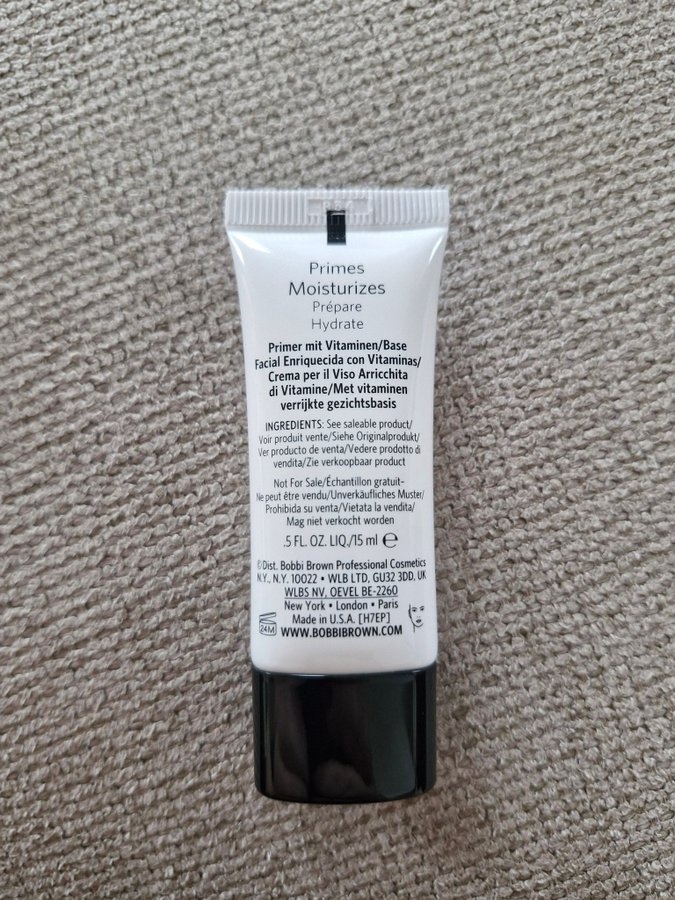 Primes
Moisturizes
Prépare
Hydrate
Primer mit Vitaminen/Base
Facial Enriquecida con Vitaminas/
Crema per il Viso Arricchita
di Vitamine/Met vitaminen
verrijkte gezichtsbasis
INGREDIENTS: See saleable product/
Voir produit vente/Siehe Originalprodukt/
Ver producto de venta/Vedere prodotto di
vendita/Zie verkoopbaar product
Not For Sale/Échantillon gratuit-
Ne peut être vendu/Unverkäufliches Muster/
Prohibida su venta/Vietata la vendita/
Mag niet verkocht worden
.5 FL. OZ. LIQ./15 ml ℮
© Dist. Bobbi Brown Professional Cosmetics
N.Y., N.Y. 10022 • WLB LTD, GU32 3DD, UK
WLBS NV, OEVEL BE-2260
New York • London • Paris
Made in U.S.A. [H7EP]
24M
WWW.BOBBIBROWN.COM